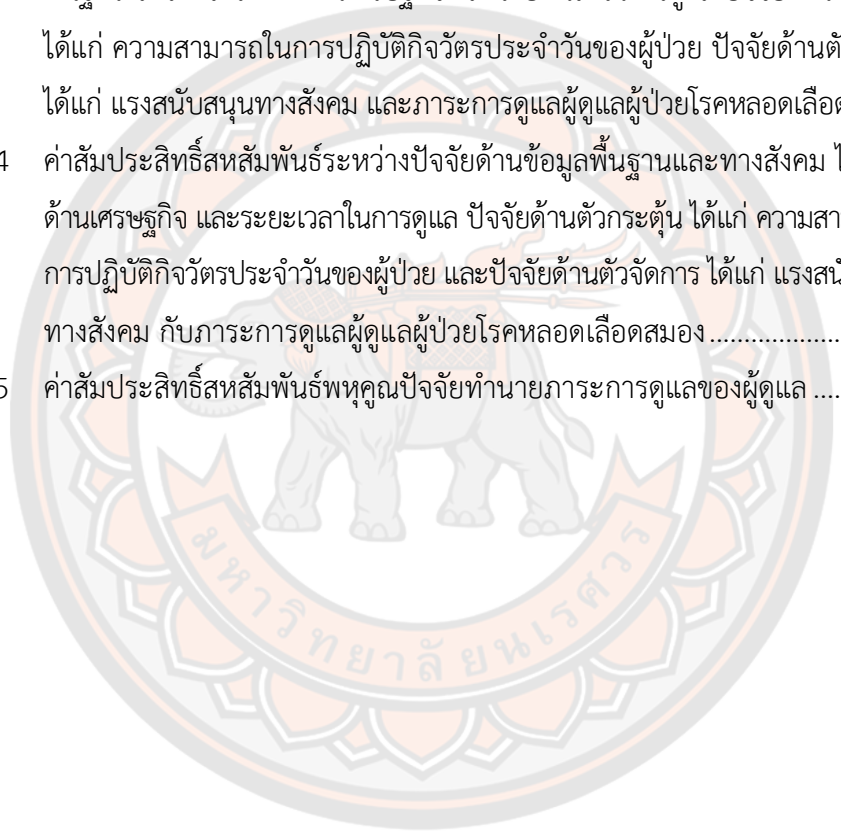 ได้แก่ ความสามารถในการปฏิบัติกิจวัตรประจำวันของผู้ป่วย ปัจจัยด้านตั
ได้แก่ แรงสนับสนุนทางสังคม และภาระการดูแลผู้ดูแลผู้ป่วยโรคหลอดเลือด
4 ค่าสัมประสิทธิ์สหสัมพันธ์ระหว่างปัจจัยด้านข้อมูลพื้นฐานและทางสังคม ไ
ด้านเศรษฐกิจ และระยะเวลาในการดูแล ปัจจัยด้านตัวกระตุ้น ได้แก่ ความสา
การปฏิบัติกิจวัตรประจำวันของผู้ป่วย และปัจจัยด้านตัวจัดการ ได้แก่ แรงสนั
ทางสังคม กับภาระการดูแลผู้ดูแลผู้ป่วยโรคหลอดเลือดสมอง ...................
5 ค่าสัมประสิทธิ์สหสัมพันธ์พหุคูณปัจจัยทำนายภาระการดูแลของผู้ดูแล ....
มหาวิทยาลัยนเรศวร